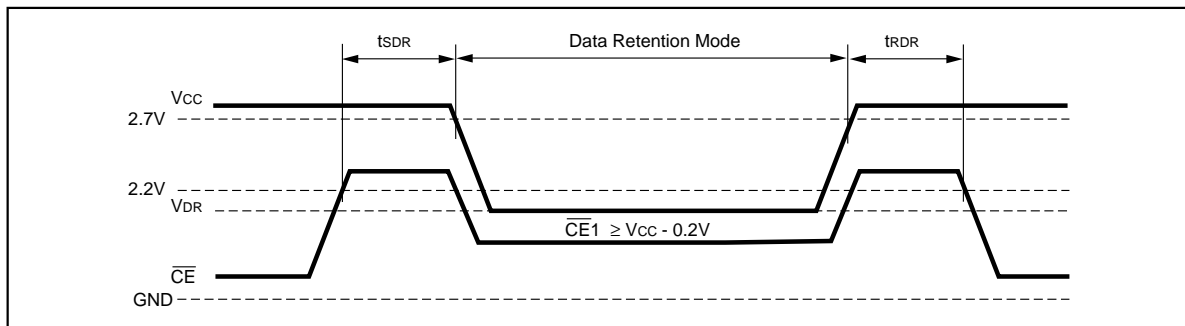 tSDR Data Retention Mode tRDR
VCC
2.7V
2.2V
VDR
CE1 ≥ VCC - 0.2V
CE
GND